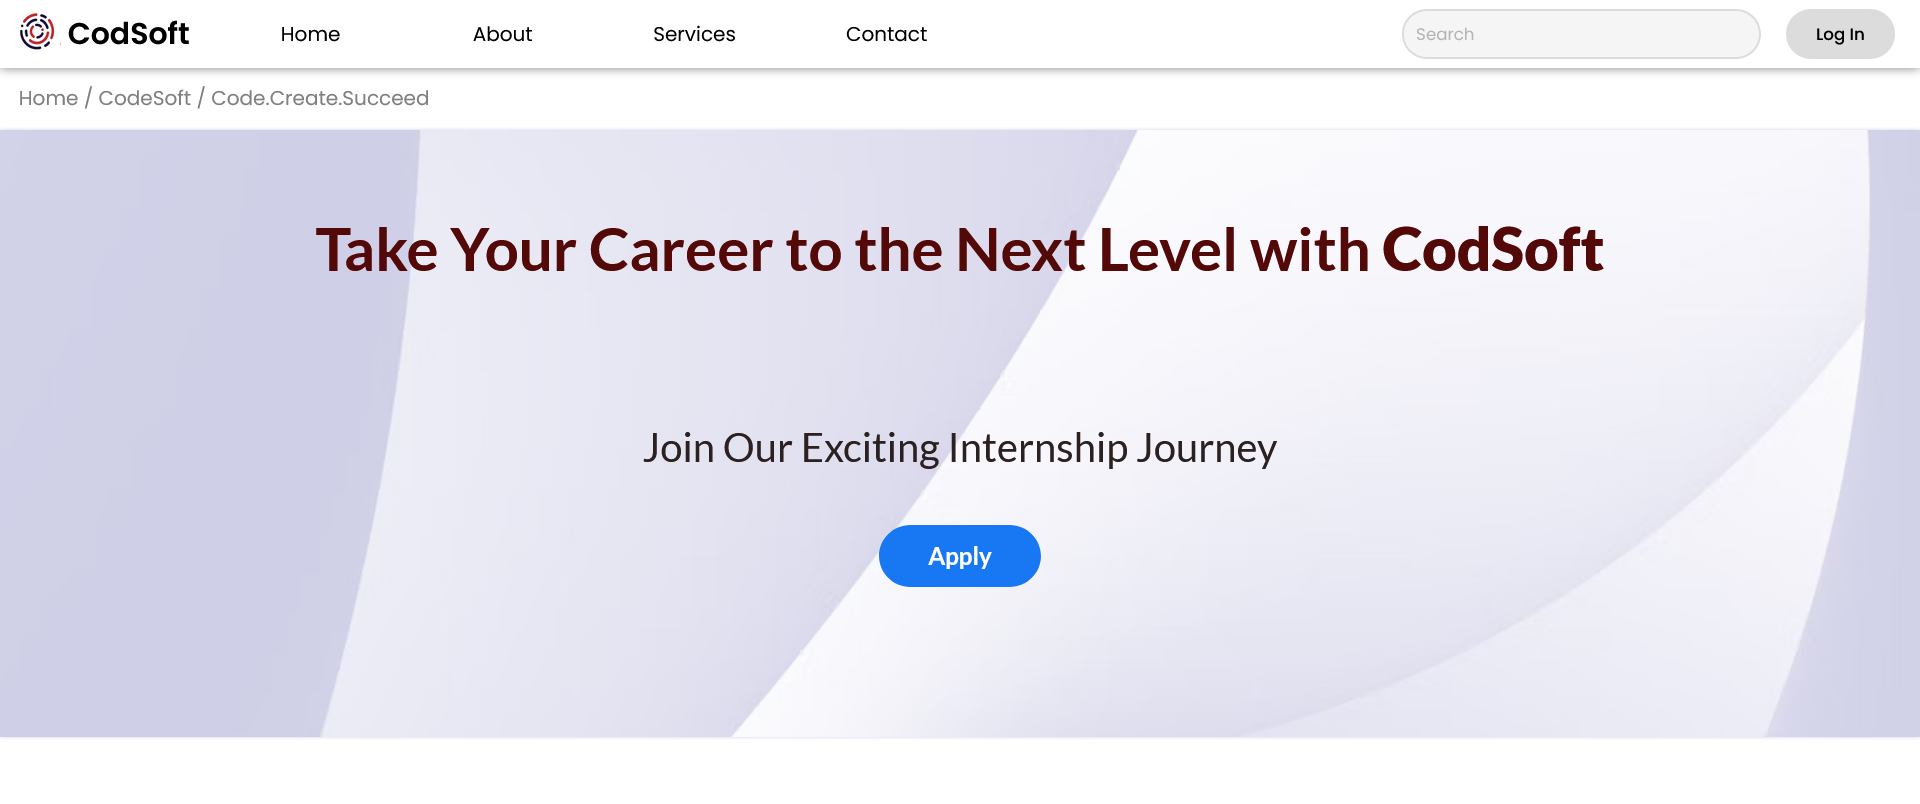 CodSoft Home About Services Contact Search Log In
Home / CodeSoft / Code.Create.Succeed
Take Your Career to the Next Level with CodSoft
Join Our Exciting Internship Journey
Apply